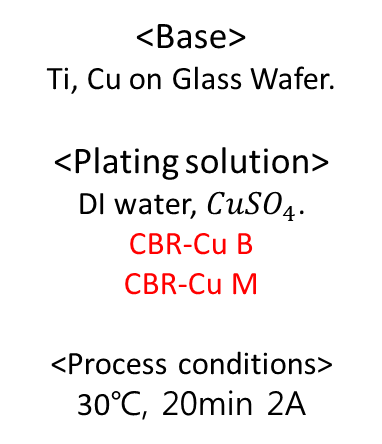 <Base>
Ti, Cu on Glass Wafer.
<Plating solution>
DI water, CuSO₄.
CBR-Cu B
CBR-Cu M
<Process conditions>
30℃, 20min 2A